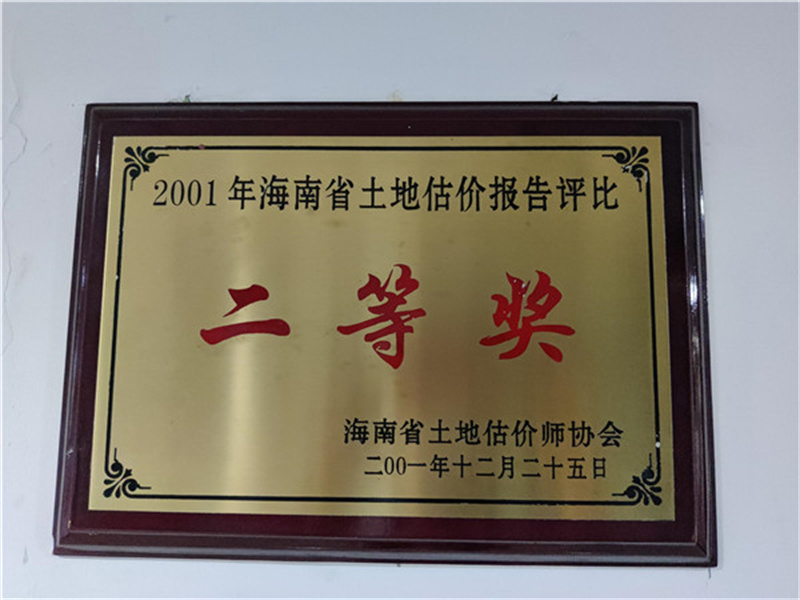 2001年海南省土地估价报告评比
二等奖
海南省土地估价师协会
二00一年十二月二十五日